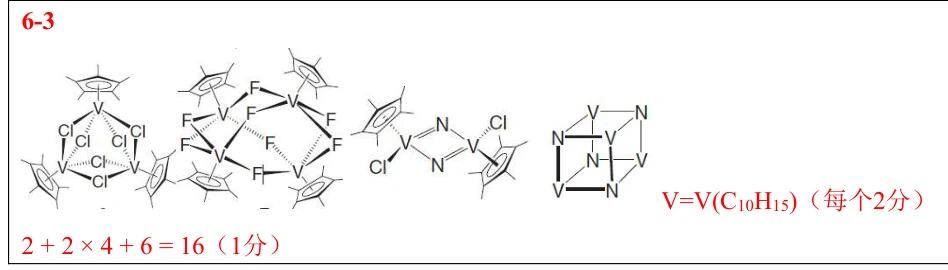 6-3
V
Cl Cl
Cl Cl
Cl
V V
Cl
F
V V
F F F
F F F
V
F V
N Cl
V V
Cl N
V N
N V
N V
V N
V=V(C₁₀H₁₅)（每个2分）
2 + 2 × 4 + 6 = 16（1分）